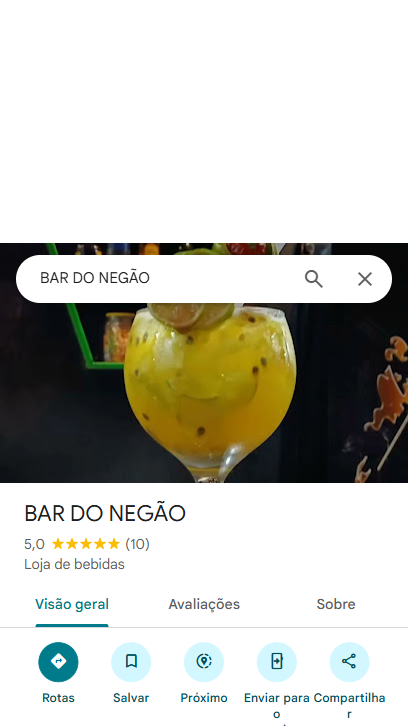 BAR DO NEGÃO
BAR DO NEGÃO
5,0 (10)
Loja de bebidas
Visão geral Avaliações Sobre
Rotas Salvar Próximo Enviar para Compartilha
o r